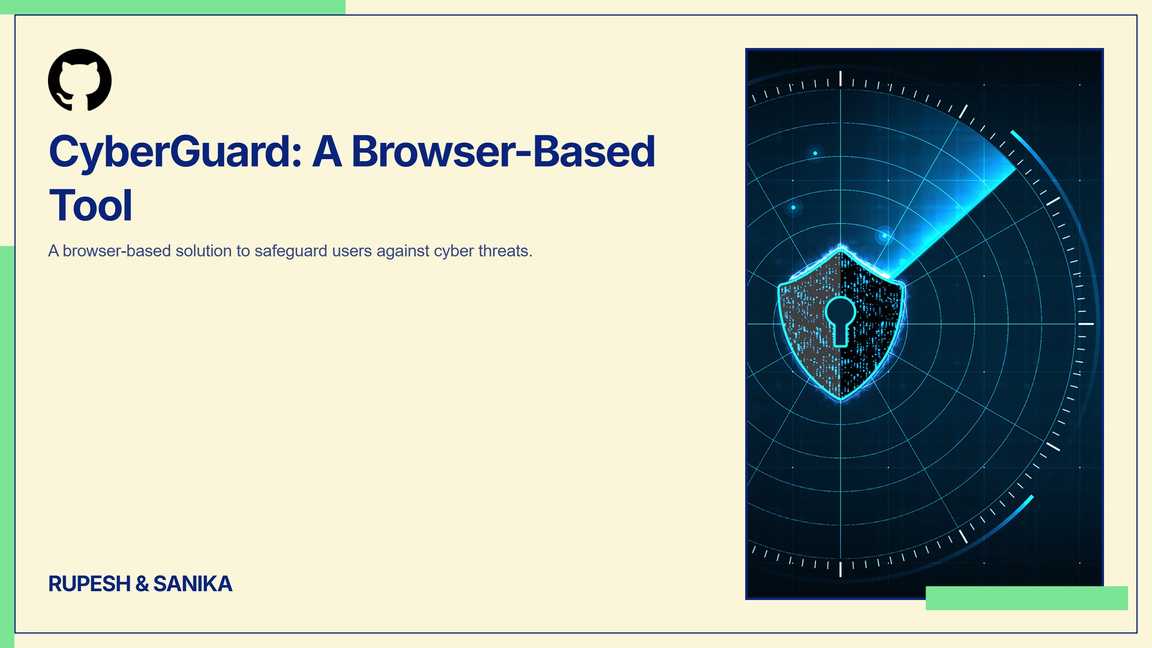 CyberGuard: A Browser-Based
Tool
A browser-based solution to safeguard users against cyber threats.
RUPESH & SANIKA